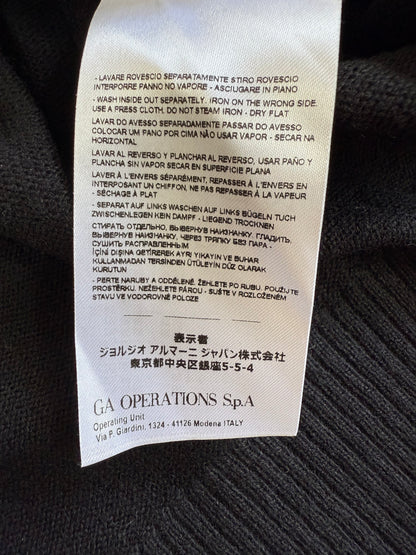 - LAVARE ROVESCIO SEPARATAMENTE STIRO ROVESCIO
INTERPORRE PANNO NO VAPORE - ASCIUGARE IN PIANO
- WASH INSIDE OUT SEPARATELY. IRON ON THE WRONG SIDE.
USE A PRESS CLOTH. DO NOT STEAM IRON - DRY FLAT
LAVAR DO AVESSO SEPARADAMENTE PASSAR DO AVESSO
COLOCAR UM PANO POR CIMA NÃO USAR VAPOR - SECAR NA
HORIZONTAL
LAVAR AL REVERSO Y PLANCHAR AL REVERSO, USAR PAÑO Y
PLANCHA SIN VAPOR SECAR EN SUPERFICIE PLANA
LAVER À L'ENVERS SÉPARÉMENT, REPASSER À L'ENVERS EN
INTERPOSANT UN CHIFFON, NE PAS REPASSER À LA VAPEUR
- SÉCHAGE À PLAT
- SEPARAT AUF LINKS WASCHEN AUF LINKS BÜGELN TUCH
ZWISCHENLEGEN KEIN DAMPF - LIEGEND TROCKNEN
СТИРАТЬ ОТДЕЛЬНО, ВЫВЕРНУВ НАИЗНАНКУ. ГЛАДИТЬ,
ВЫВЕРНУВ НАИЗНАНКУ, ЧЕРЕЗ ТРЯПКУ БЕЗ ПАРА.
СУШИТЬ РАСПРАВЛЕННЫМ
İÇİNİ DIŞINA GETİREREK AYRI YIKAYIN VE BUHAR
KULLANMADAN TERSİNDEN ÜTÜLEYİN DÜZ OLARAK
KURUTUN
- PERTE NARUBY A ODDĚLENĚ. ŽEHLETE PO RUBU. POUŽIJTE
PROSTĚRKU. NEŽEHLETE PÁROU - SUŠTE V ROZLOŽENÉM
STAVU VE VODOROVNÉ POLOZE
表示者
ジョルジオ アルマーニ ジャパン株式会社
東京都中央区銀座5-5-4
GA OPERATIONS S.p.A
Operating Unit
Via P. Giardini, 1324 - 41126 Modena ITALY